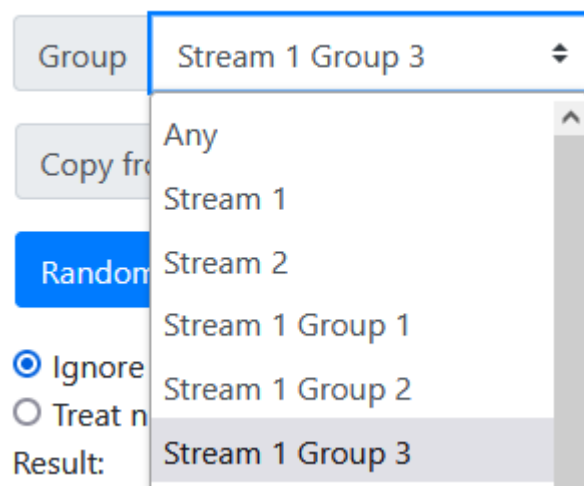 Group Stream 1 Group 3
Any
Copy
Stream 1
Stream 2
Random
Stream 1 Group 1
Ignore
Stream 1 Group 2
Treat
Stream 1 Group 3
Result: